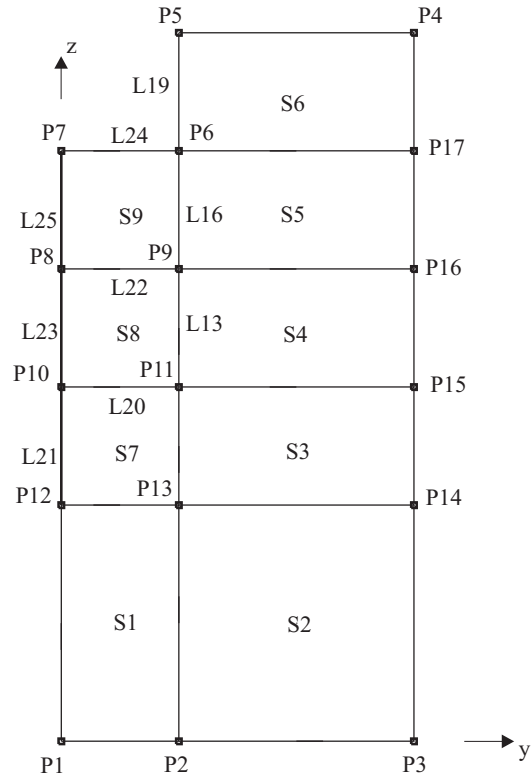 P5 P4
z
L19
S6
P7 L24 P6 P17
L25 S9 L16 S5
P8 P9 P16
L22
L23 S8 L13 S4
P10 P11 P15
L20
L21 S7 S3
P12 P13 P14
S1 S2
y
P1 P2 P3